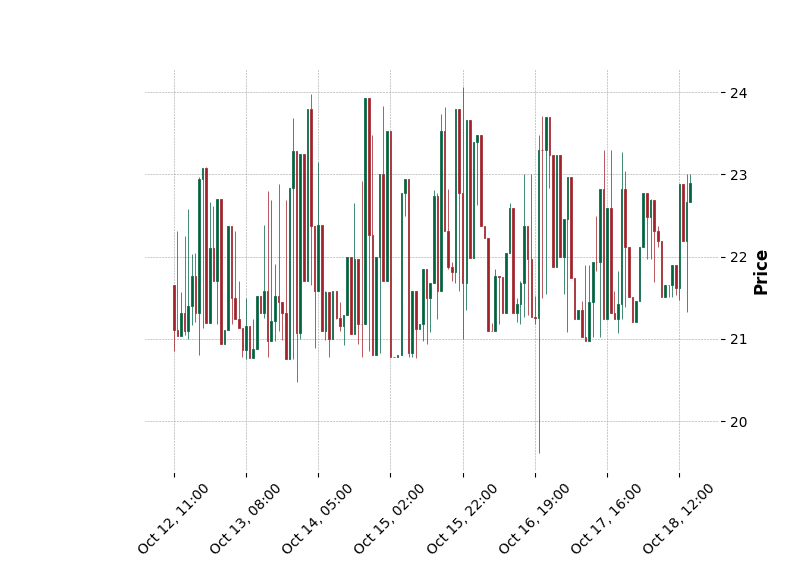 24
23
22
21
20
Price
Oct 12, 11:00
Oct 13, 08:00
Oct 14, 05:00
Oct 15, 02:00
Oct 15, 22:00
Oct 16, 19:00
Oct 17, 16:00
Oct 18, 12:00